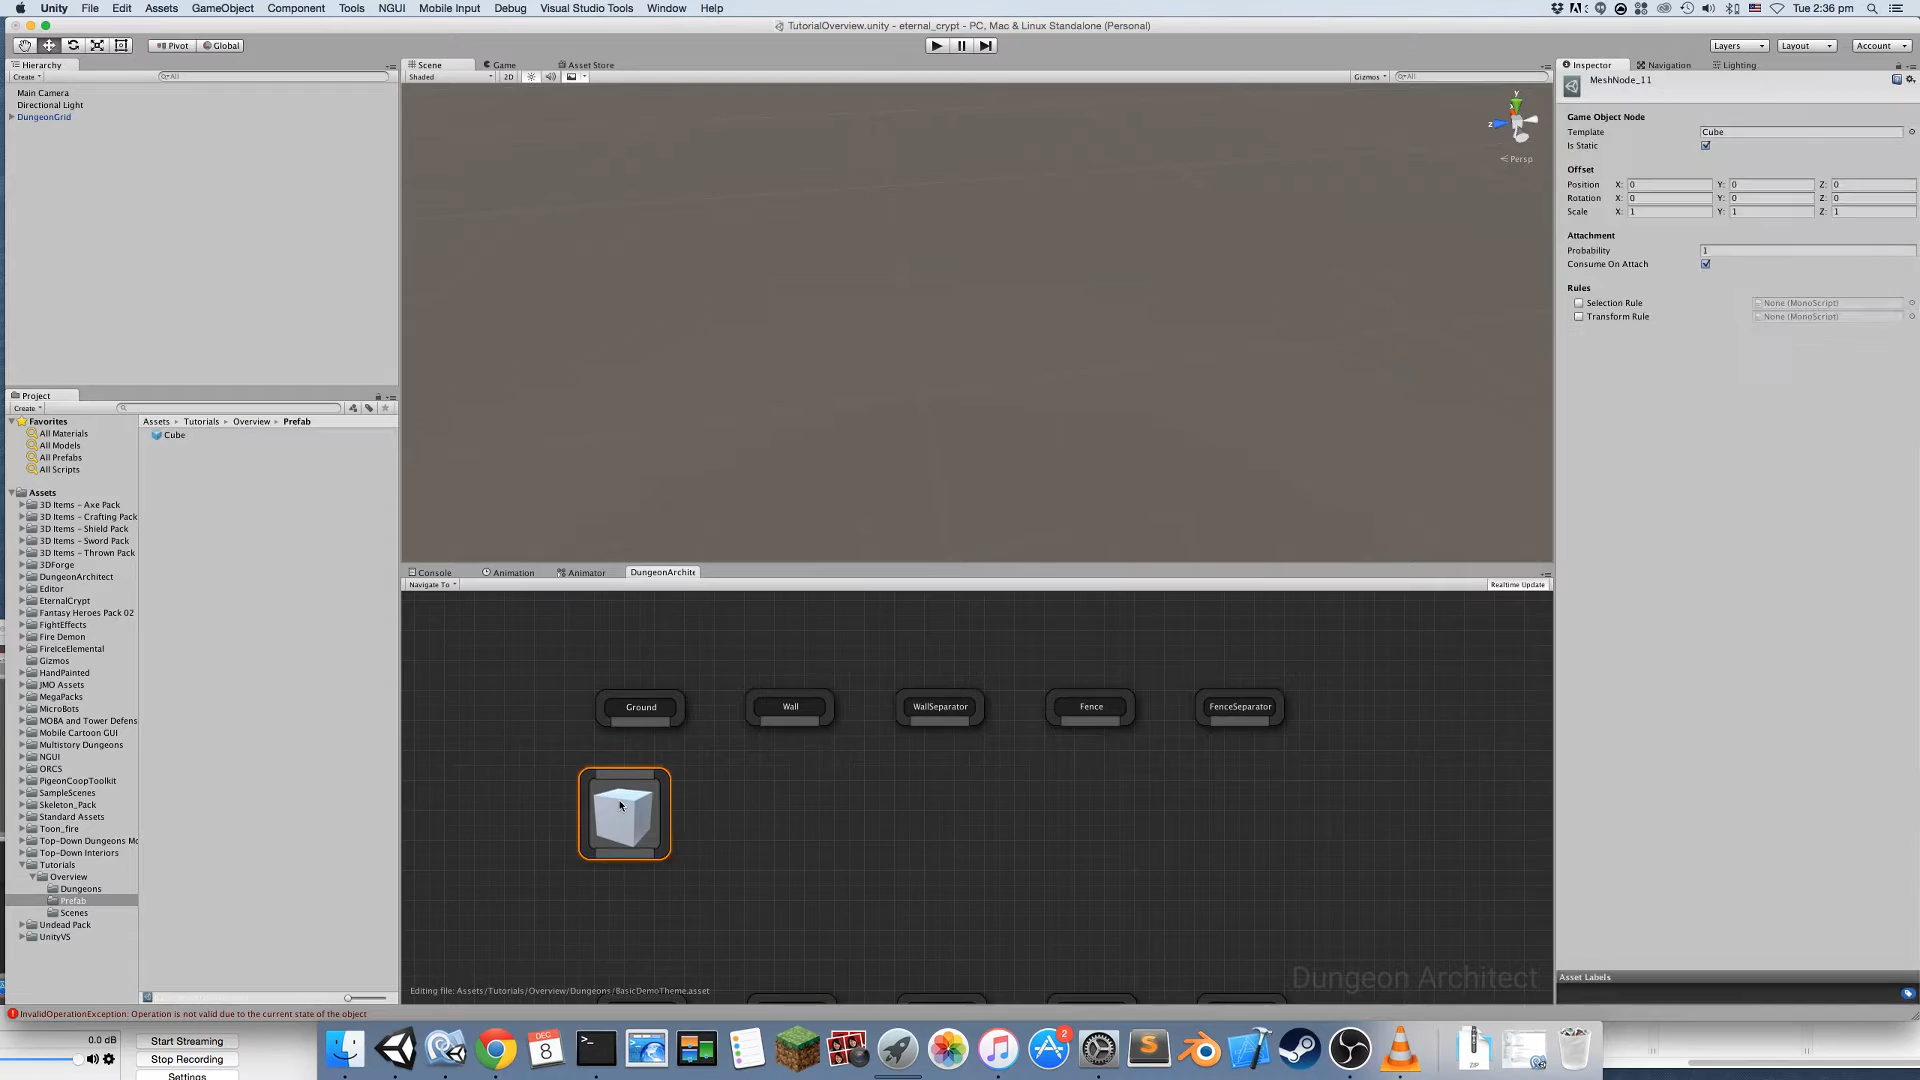 Unity File Edit Assets GameObject Component Tools NGUI Mobile Input Debug Visual Studio Tools Window Help Tue 2:36 pm
TutorialOverview.unity - eternal_crypt - PC, Mac & Linux Standalone (Personal)
Pivot Global Layers Layout Account
Hierarchy
Create All
Main Camera
Directional Light
DungeonGrid
Scene Game Asset Store
Shaded 2D Gizmos All
y
z
Persp
Inspector Navigation Lighting
MeshNode_11
Game Object Node
Template Cube
Is Static
Offset
Position X: 0 Y: 0 Z: 0
Rotation X: 0 Y: 0 Z: 0
Scale X: 1 Y: 1 Z: 1
Attachment
Probability 1
Consume On Attach
Rules
Selection Rule None (MonoScript)
Transform Rule None (MonoScript)
Project
Create
Favorites
All Materials
All Models
All Prefabs
All Scripts
Assets
3D Items - Axe Pack
3D Items - Crafting Pack
3D Items - Shield Pack
3D Items - Sword Pack
3D Items - Thrown Pack
3DForge
DungeonArchitect
Editor
EternalCrypt
Fantasy Heroes Pack 02
FightEffects
Fire Demon
FireIceElemental
Gizmos
HandPainted
JMO Assets
MegaPacks
MicroBots
MOBA and Tower Defens
Mobile Cartoon GUI
Multistory Dungeons
NGUI
ORCS
PigeonCoopToolkit
SampleScenes
Skeleton_Pack
Standard Assets
Toon_fire
Top-Down Dungeons Mo
Top-Down Interiors
Tutorials
Overview
Dungeons
Prefab
Scenes
Undead Pack
UnityVS
Assets Tutorials Overview Prefab
Cube
Console Animation Animator DungeonArchite
Navigate To Realtime Update
Ground Wall WallSeparator Fence FenceSeparator
Dungeon Architect
Editing file: Assets/Tutorials/Overview/Dungeons/BasicDemoTheme.asset
Asset Labels
InvalidOperationException: Operation is not valid due to the current state of the object
0.0 dB Start Streaming
Stop Recording
Settings
DEC
8
2
ZIP